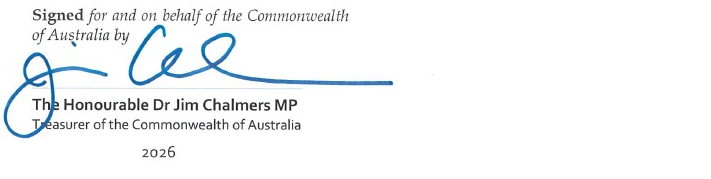 Signed for and on behalf of the Commonwealth
of Australia by
The Honourable Dr Jim Chalmers MP
Treasurer of the Commonwealth of Australia
2026